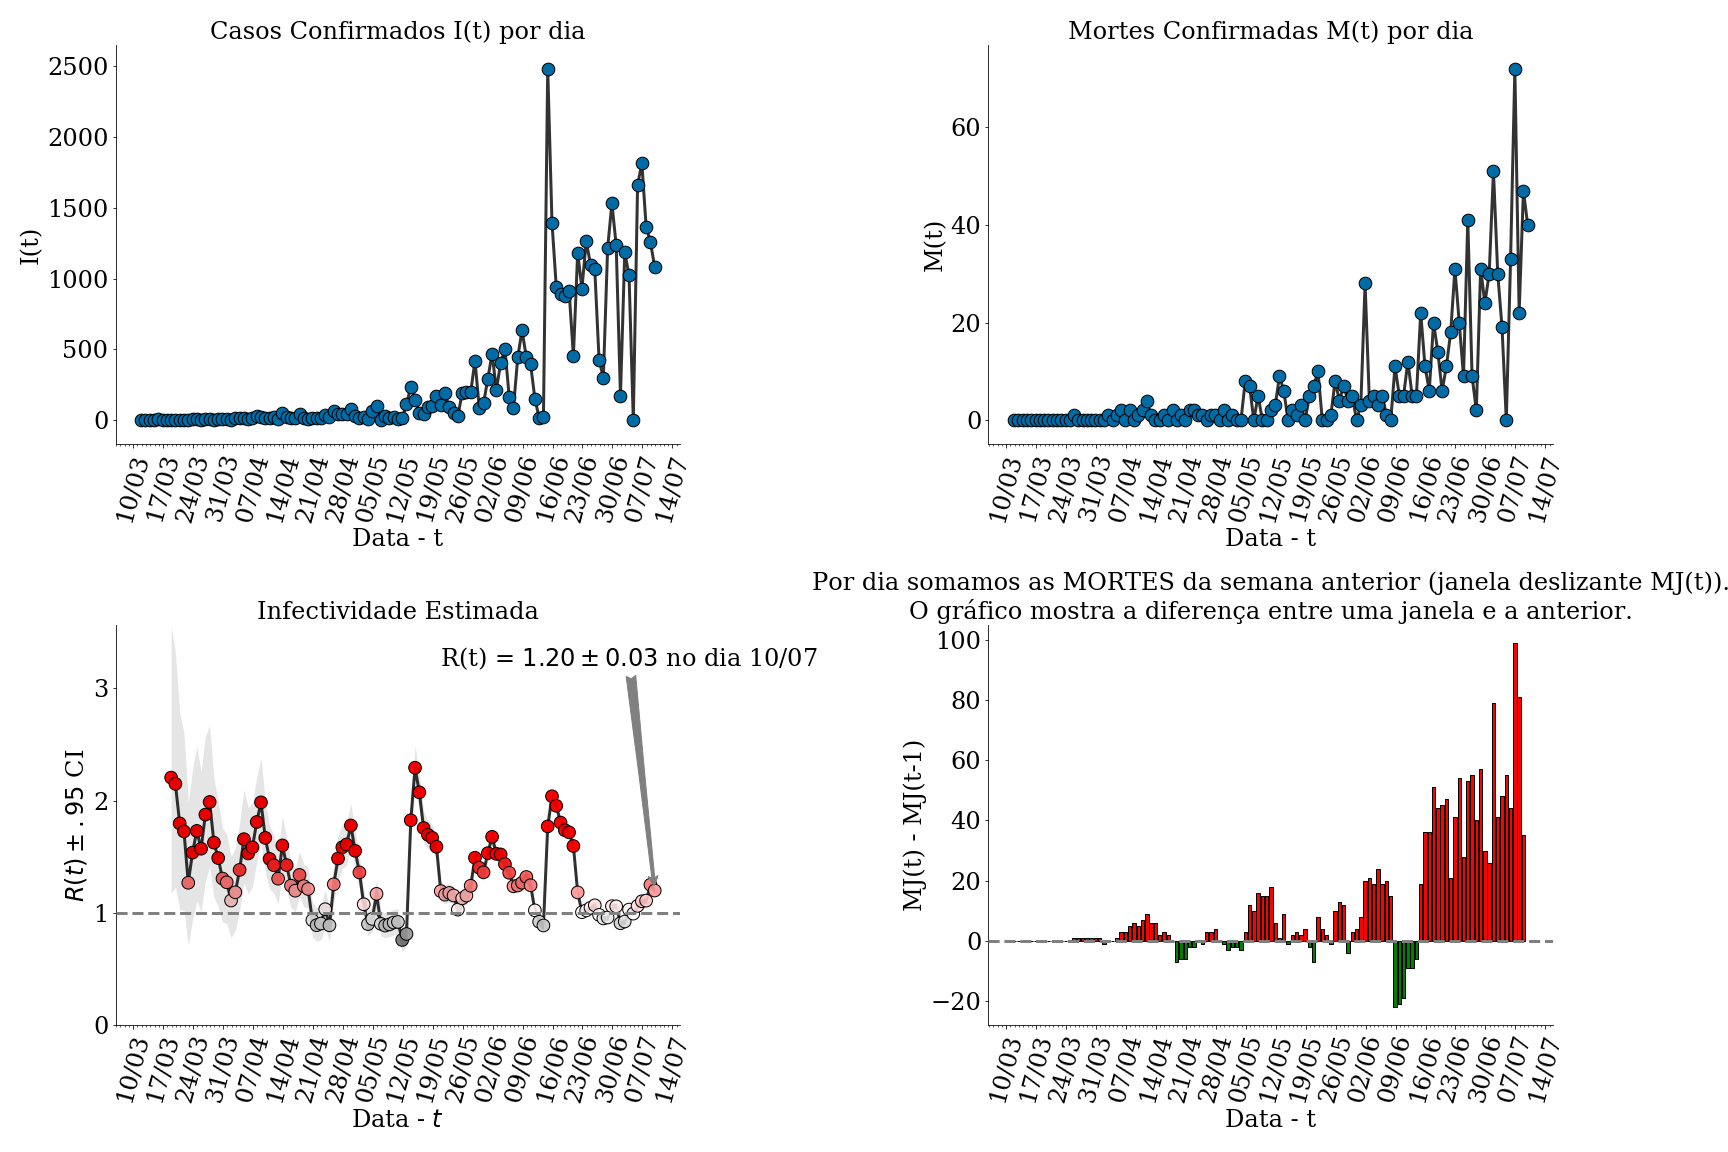 Casos Confirmados I(t) por dia
2500
2000
1500
1000
500
0
I(t)
10/03 17/03 24/03 31/03 07/04 14/04 21/04 28/04 05/05 12/05 19/05 26/05 02/06 09/06 16/06 23/06 30/06 07/07 14/07
Data - t
Mortes Confirmadas M(t) por dia
60
40
20
0
M(t)
10/03 17/03 24/03 31/03 07/04 14/04 21/04 28/04 05/05 12/05 19/05 26/05 02/06 09/06 16/06 23/06 30/06 07/07 14/07
Data - t
Infectividade Estimada
R(t) = 1.20 ± 0.03 no dia 10/07
3
2
1
0
R(t) ± .95 CI
10/03 17/03 24/03 31/03 07/04 14/04 21/04 28/04 05/05 12/05 19/05 26/05 02/06 09/06 16/06 23/06 30/06 07/07 14/07
Data - t
Por dia somamos as MORTES da semana anterior (janela deslizante MJ(t)).
O gráfico mostra a diferença entre uma janela e a anterior.
100
80
60
40
20
0
−20
MJ(t) - MJ(t-1)
10/03 17/03 24/03 31/03 07/04 14/04 21/04 28/04 05/05 12/05 19/05 26/05 02/06 09/06 16/06 23/06 30/06 07/07 14/07
Data - t